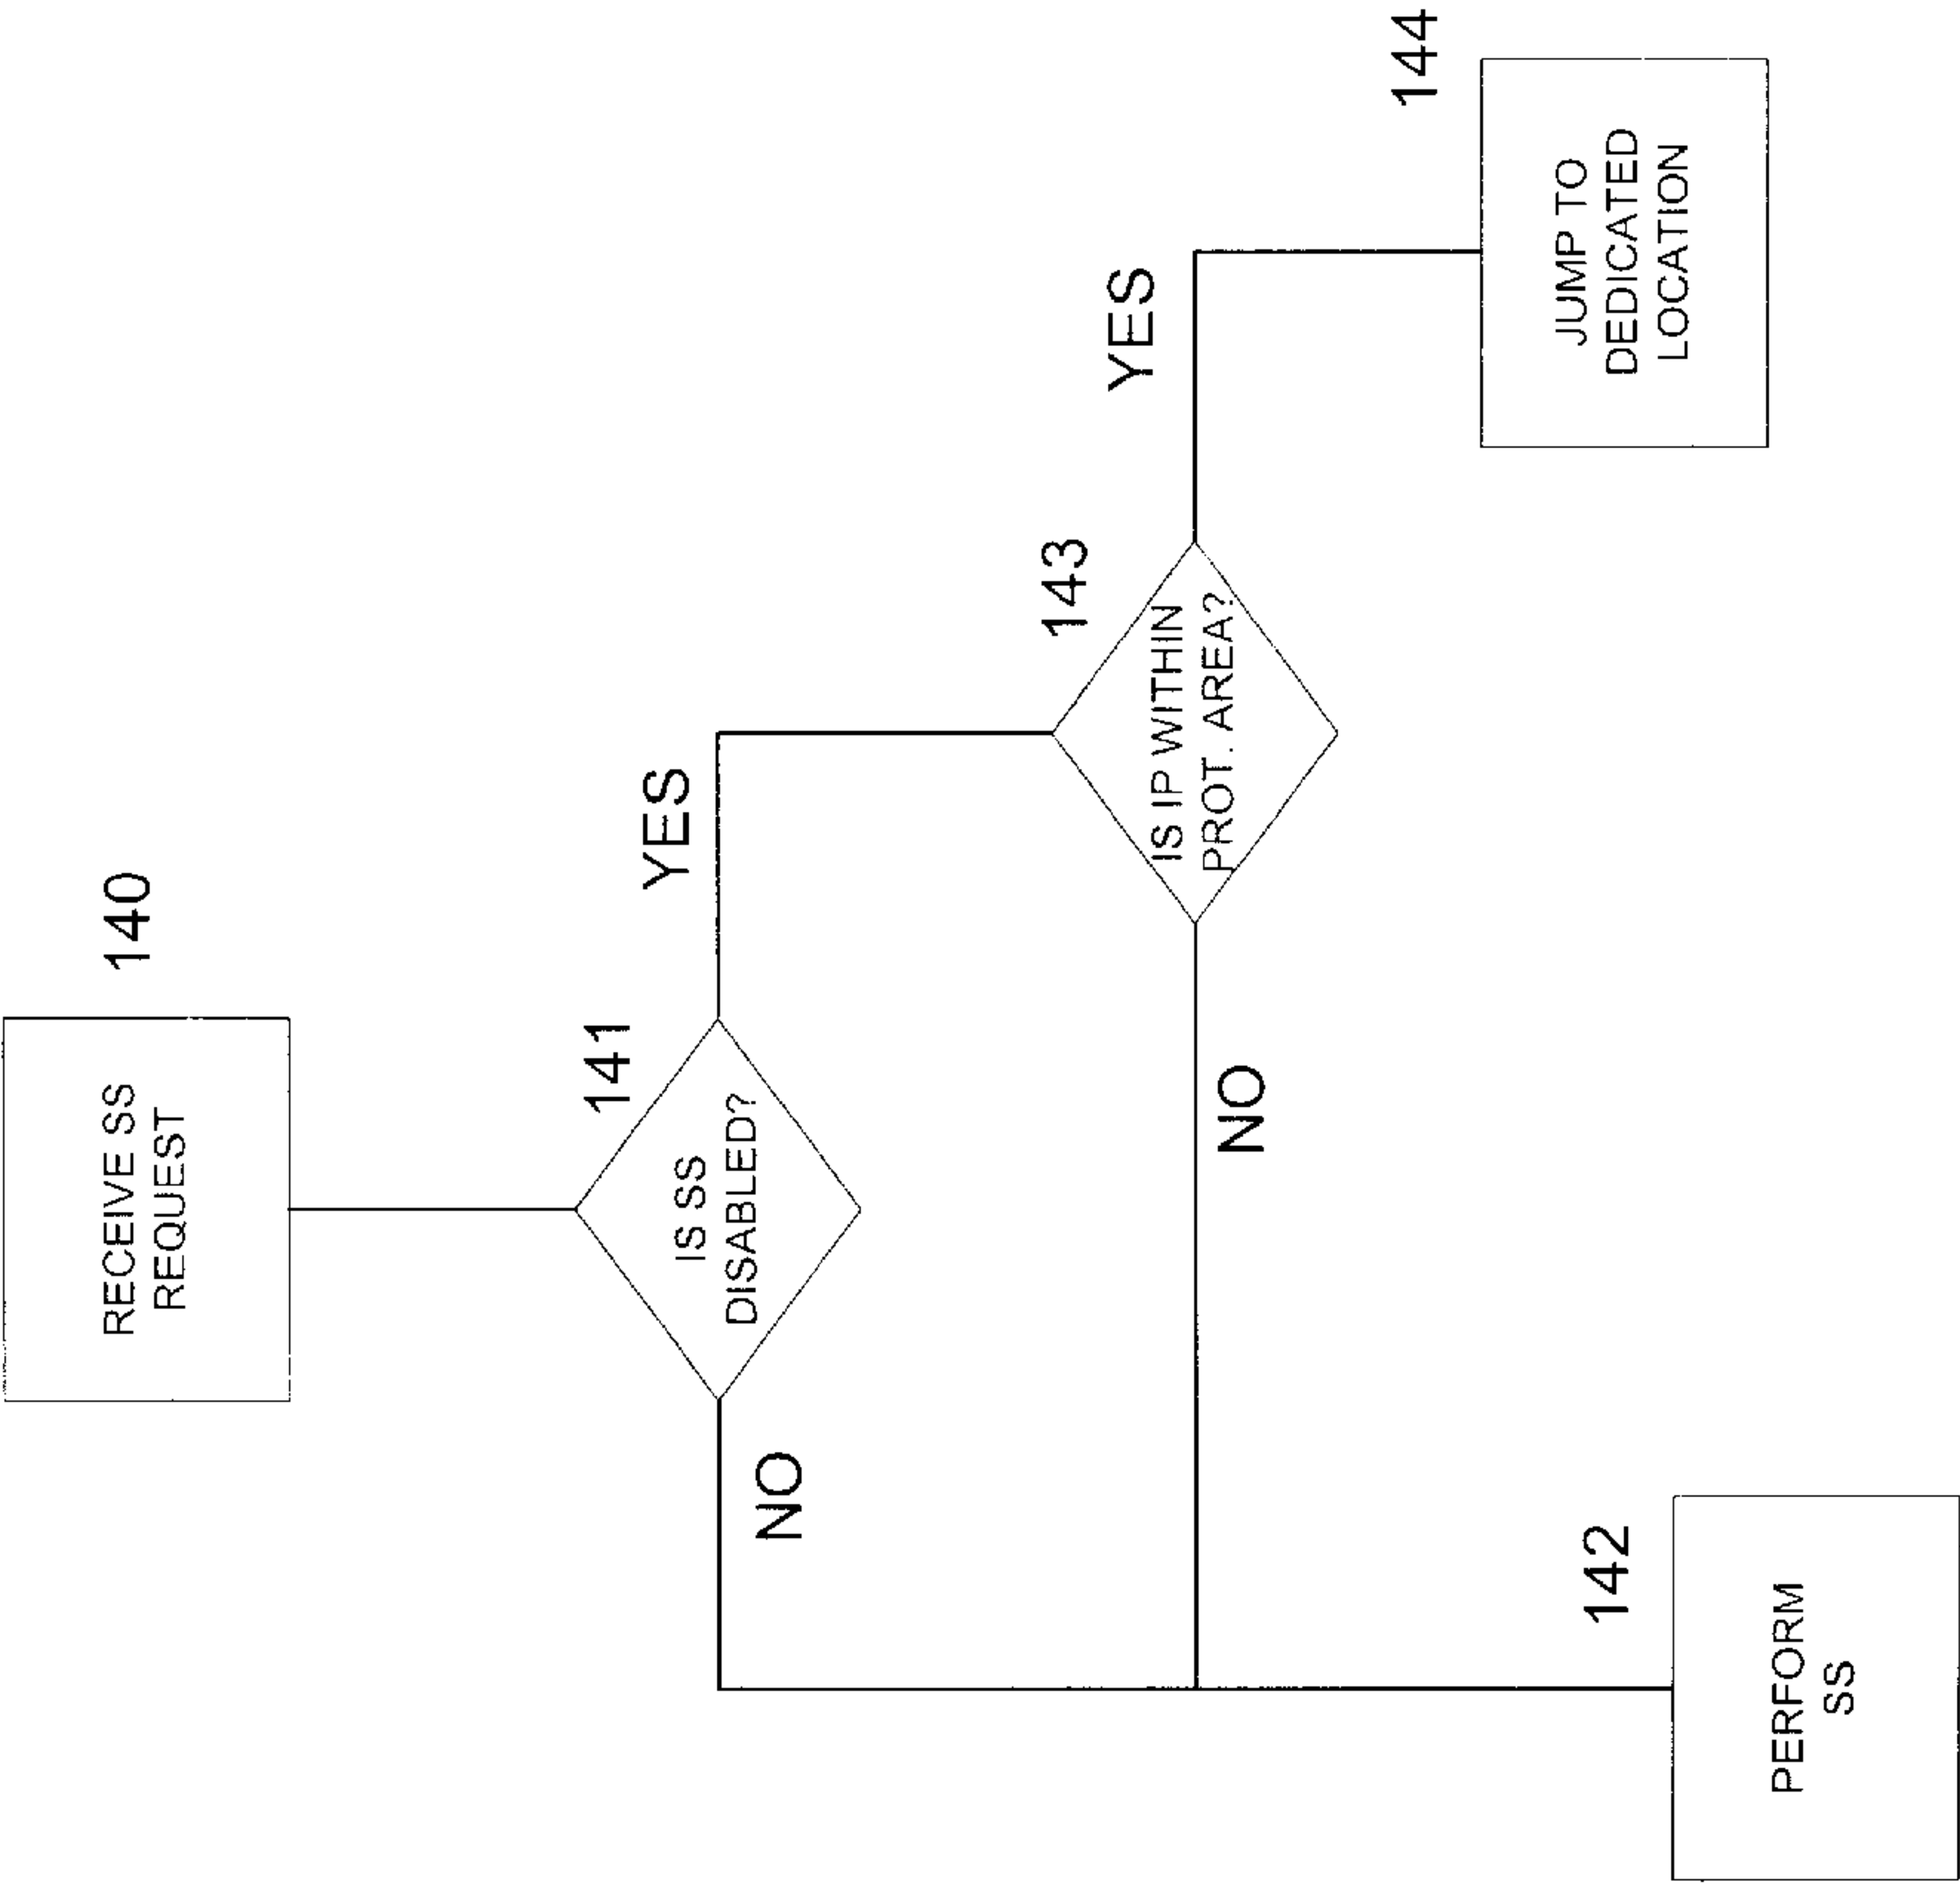 RECEIVE SS
REQUEST
140
IS SS
DISABLED?
141
YES
NO
IS IP WITHIN
PROT. AREA?
143
YES
NO
JUMP TO
DEDICATED
LOCATION
144
PERFORM
SS
142